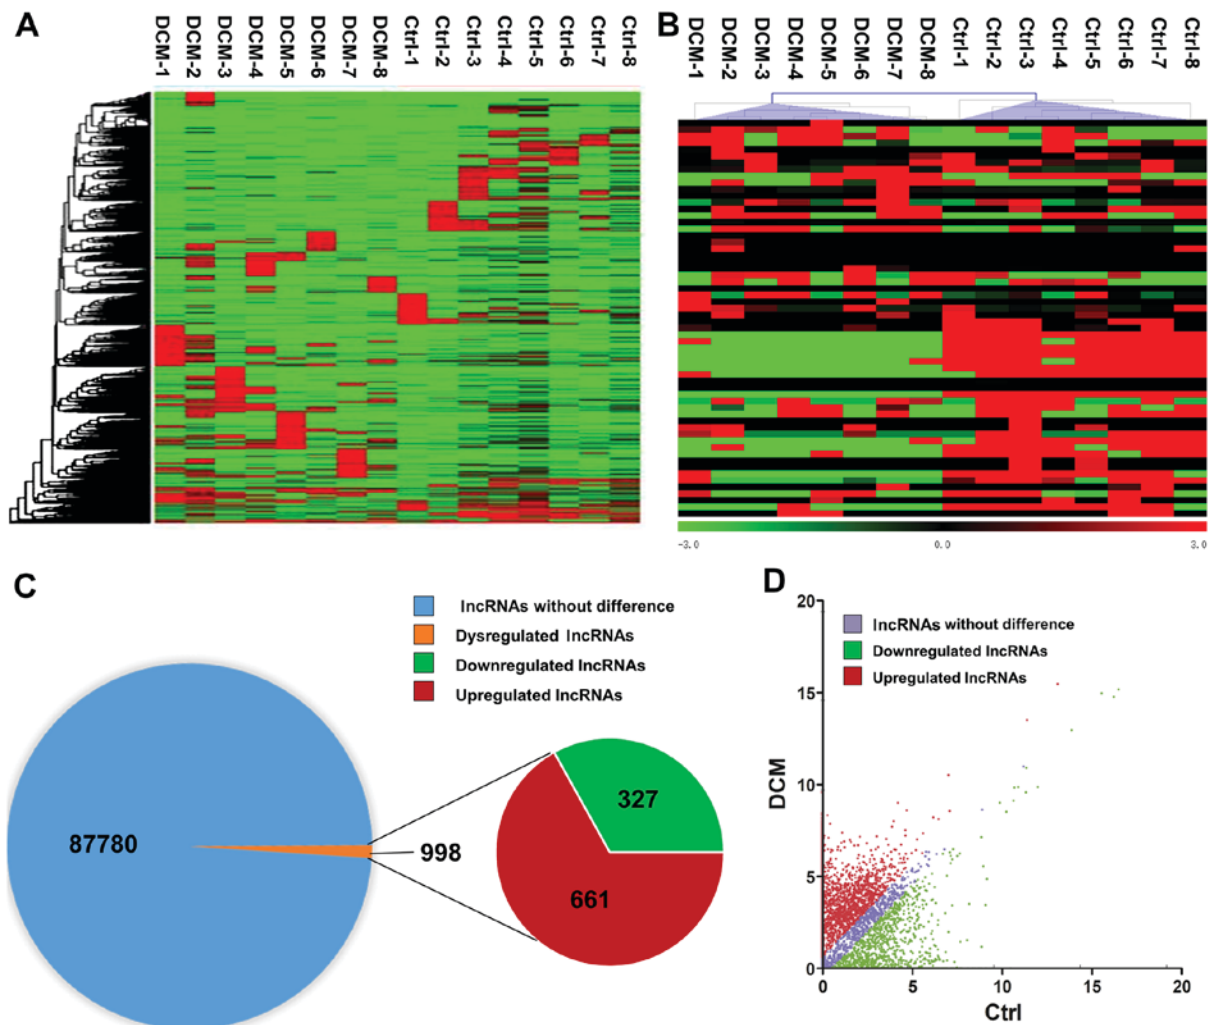 A
DCM-1 DCM-2 DCM-3 DCM-4 DCM-5 DCM-6 DCM-7 DCM-8 Ctrl-1 Ctrl-2 Ctrl-3 Ctrl-4 Ctrl-5 Ctrl-6 Ctrl-7 Ctrl-8
B
DCM-1 DCM-2 DCM-3 DCM-4 DCM-5 DCM-6 DCM-7 DCM-8 Ctrl-1 Ctrl-2 Ctrl-3 Ctrl-4 Ctrl-5 Ctrl-6 Ctrl-7 Ctrl-8
-3.0 0.0 3.0
C
lncRNAs without difference
Dysregulated lncRNAs
Downregulated lncRNAs
Upregulated lncRNAs
87780
998
327
661
D
lncRNAs without difference
Downregulated lncRNAs
Upregulated lncRNAs
20
15
10
5
0
DCM
0 5 10 15 20
Ctrl